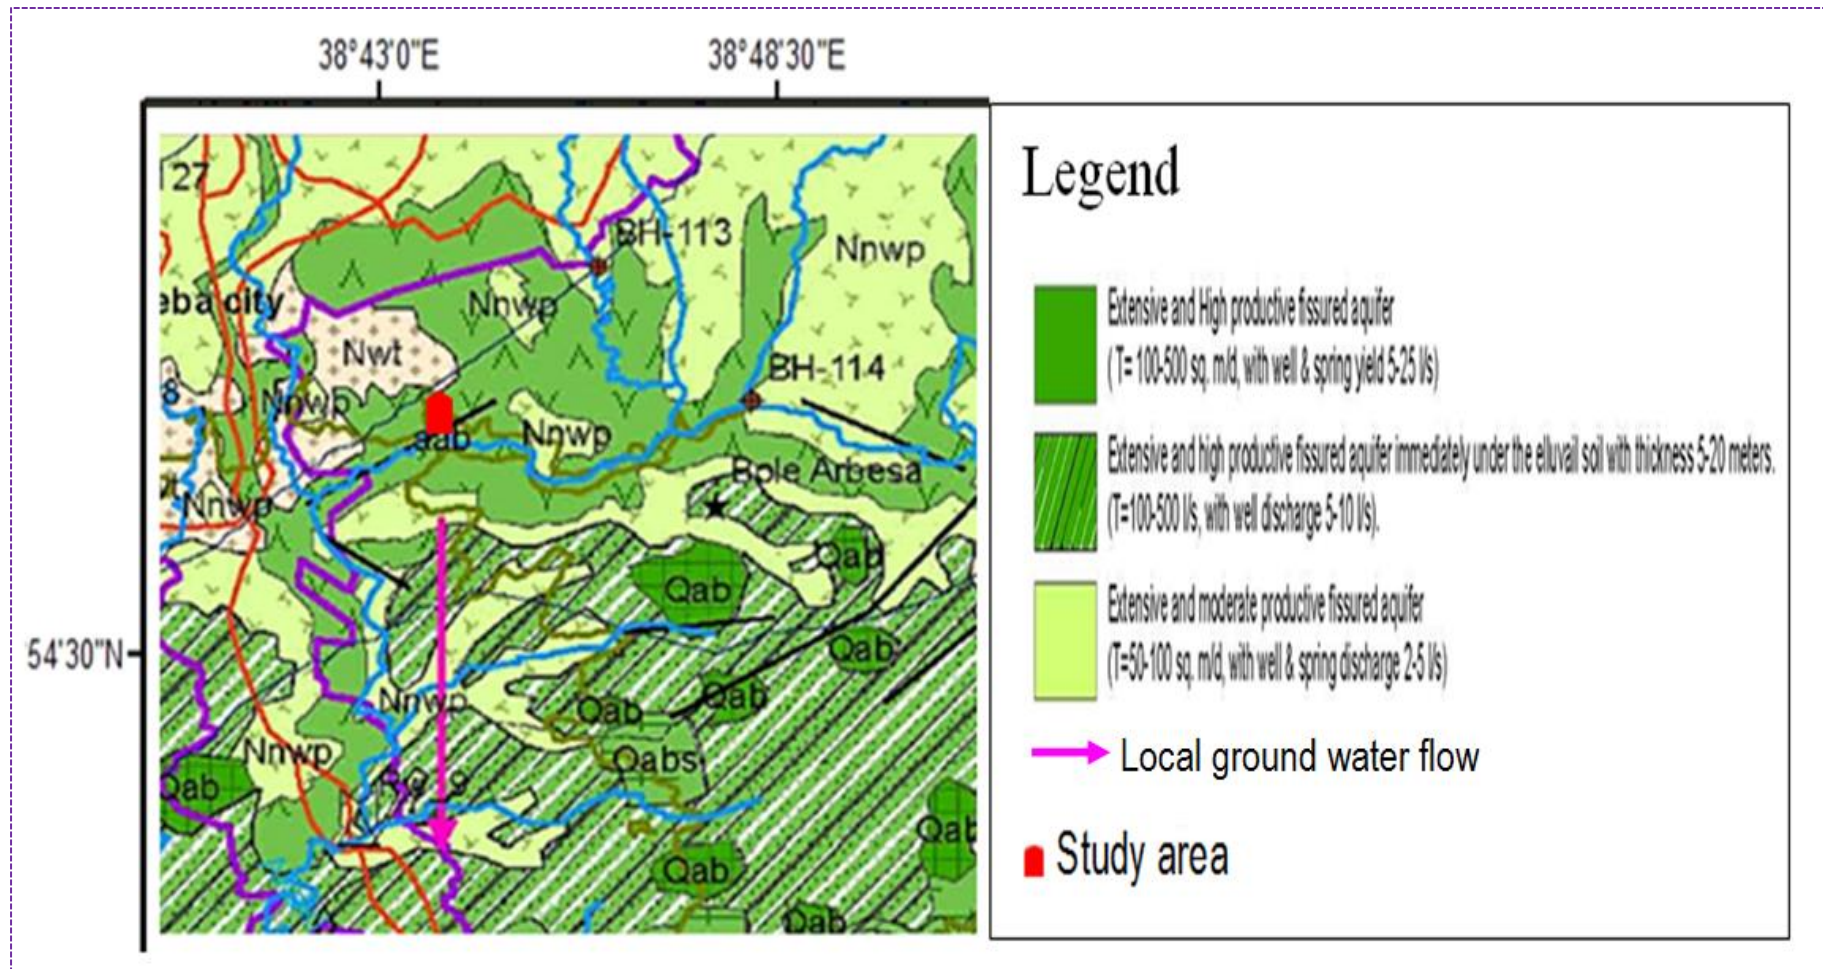 38°43'0"E
38°48'30"E
127
BH-113
Nnwp
eba city
Nnwp
Nwt
BH-114
8
Nnwp
aab
Nnwp
Bole Arbesa
Nnwp
Qab
Qab
54'30"N
Qab
Nnwp
Qab
Qab
Nnwp
Qabs
Qab
Qab
Qab
Qab
Legend
Extensive and High productive fissured aquifer
( T= 100-500 sq. m/d, with well & spring yield 5-25 l/s)
Extensive and high productive fissured aquifer immediately under the elluvail soil with thickness 5-20 meters.
(T=100-500 l/s, with well discharge 5-10 l/s).
Extensive and moderate productive fissured aquifer
(T=50-100 sq. m/d, with well & spring discharge 2-5 l/s)
Local ground water flow
Study area